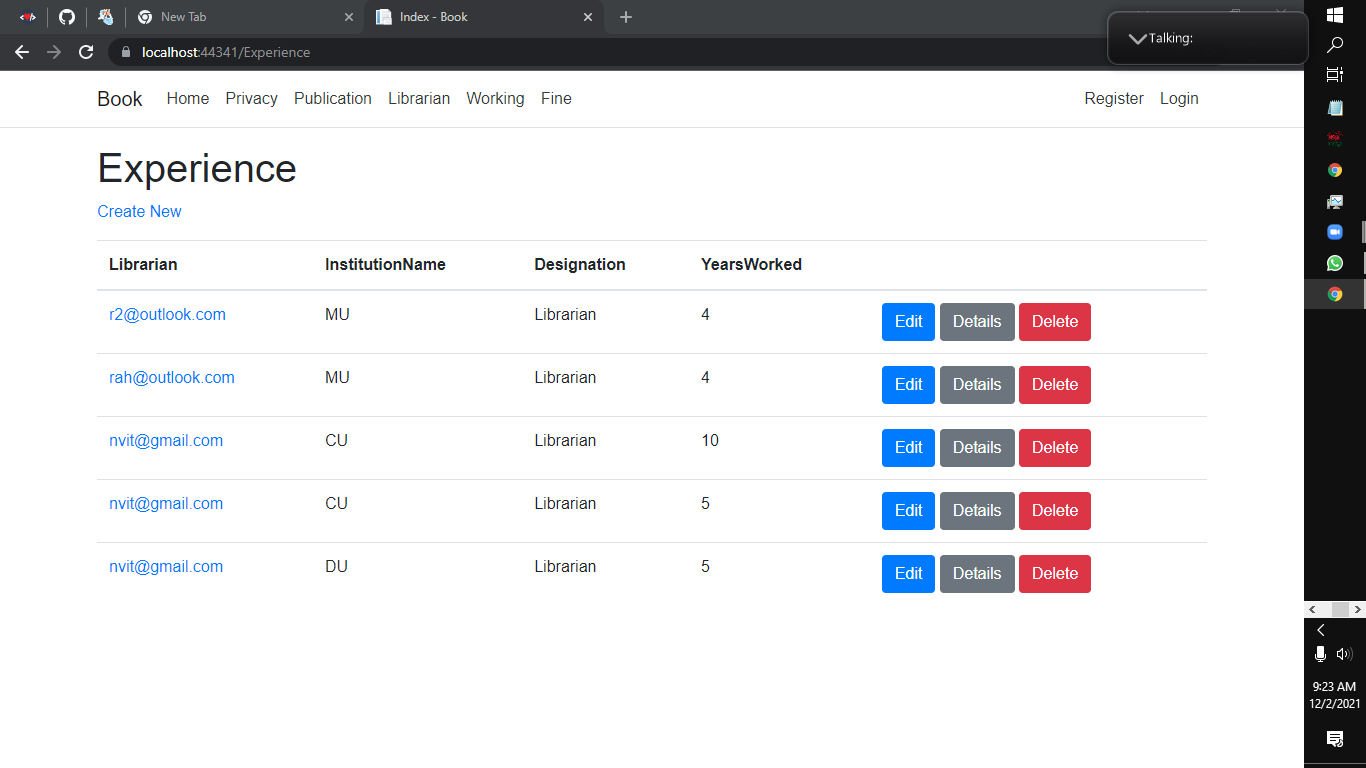 New Tab
Index - Book
localhost:44341/Experience
Talking:
Book Home Privacy Publication Librarian Working Fine Register Login
Experience
Create New
Librarian InstitutionName Designation YearsWorked
r2@outlook.com MU Librarian 4 Edit Details Delete
rah@outlook.com MU Librarian 4 Edit Details Delete
nvit@gmail.com CU Librarian 10 Edit Details Delete
nvit@gmail.com CU Librarian 5 Edit Details Delete
nvit@gmail.com DU Librarian 5 Edit Details Delete
9:23 AM
12/2/2021